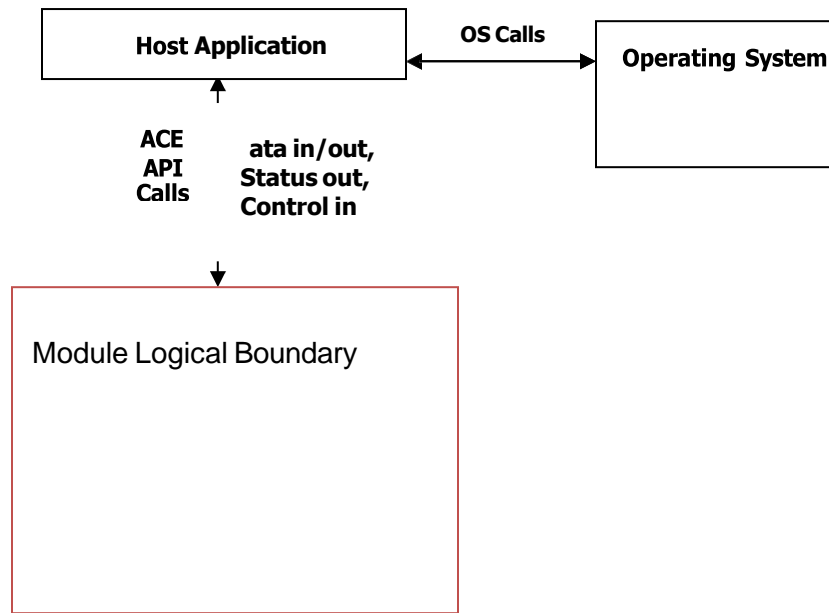 Host Application
OS Calls
Operating System
ACE
API
Calls
ata in/out,
Status out,
Control in
Module Logical Boundary